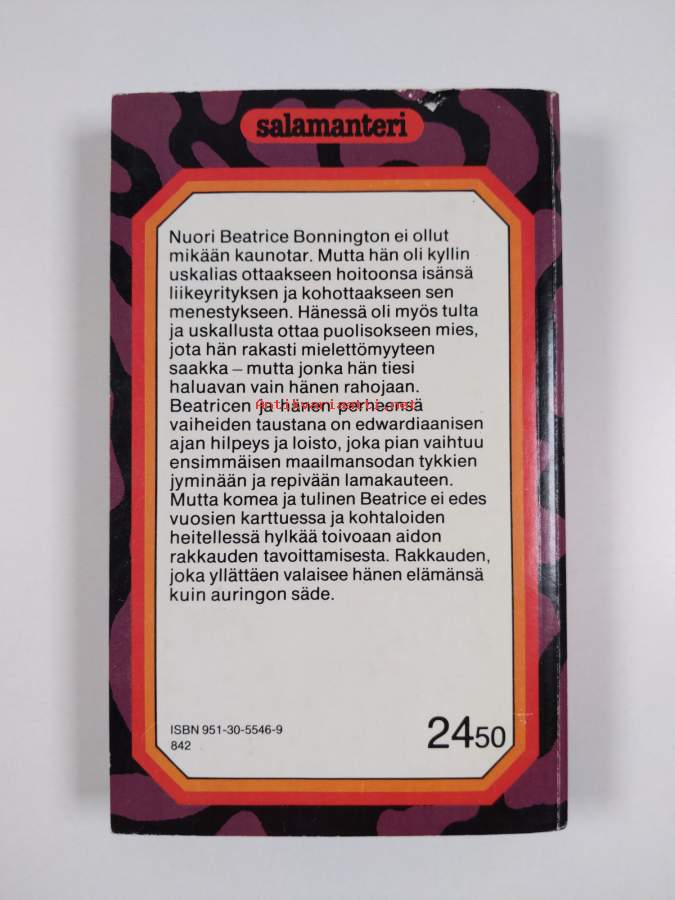 salamanteri
Nuori Beatrice Bonnington ei ollut
mikään kaunotar. Mutta hän oli kyllin
uskalias ottaakseen hoitoonsa isänsä
liikeyrityksen ja kohottaakseen sen
menestykseen. Hänessä oli myös tulta
ja uskallusta ottaa puolisokseen mies,
jota hän rakasti mielettömyyteen
saakka – mutta jonka hän tiesi
haluavan vain hänen rahojaan.
Beatricen ja hänen perheensä
Antikvariaatti.net
vaiheiden taustana on edwardiaanisen
ajan hilpeys ja loisto, joka pian vaihtuu
ensimmäisen maailmansodan tykkien
jyminään ja repivään lamakauteen.
Mutta komea ja tulinen Beatrice ei edes
vuosien karttuessa ja kohtaloiden
heitellessä hylkää toivoaan aidon
rakkauden tavoittamisesta. Rakkauden,
joka yllättäen valaisee hänen elämänsä
kuin auringon säde.
ISBN 951-30-5546-9
842
2450